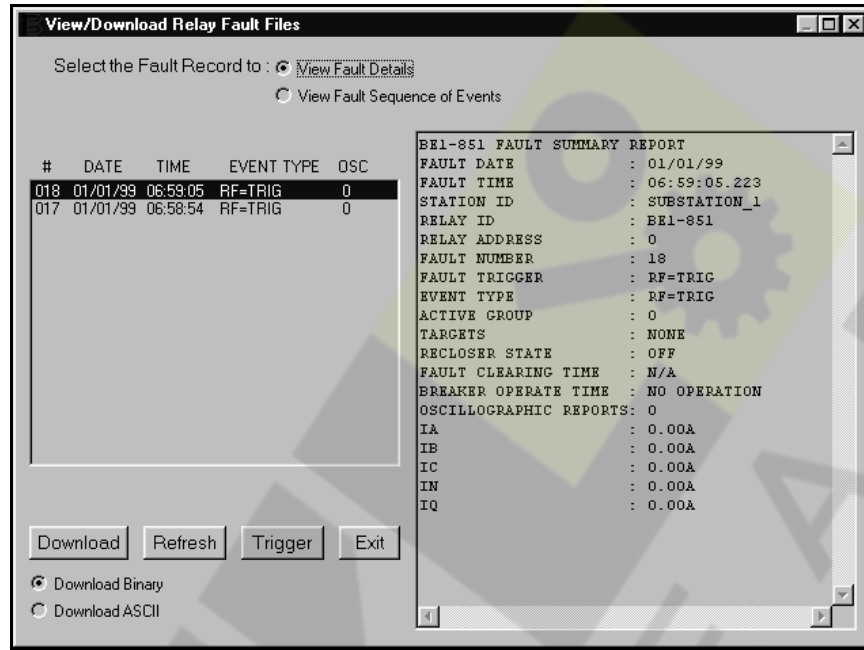 View/Download Relay Fault Files
Select the Fault Record to :
View Fault Details
View Fault Sequence of Events
# DATE TIME EVENT TYPE OSC
018 01/01/99 06:59:05 RF=TRIG 0
017 01/01/99 06:58:54 RF=TRIG 0
Download Refresh Trigger Exit
Download Binary
Download ASCII
BE1-851 FAULT SUMMARY REPORT
FAULT DATE : 01/01/99
FAULT TIME : 06:59:05.223
STATION ID : SUBSTATION_1
RELAY ID : BE1-851
RELAY ADDRESS : 0
FAULT NUMBER : 18
FAULT TRIGGER : RF=TRIG
EVENT TYPE : RF=TRIG
ACTIVE GROUP : 0
TARGETS : NONE
RECLOSER STATE : OFF
FAULT CLEARING TIME : N/A
BREAKER OPERATE TIME : NO OPERATION
OSCILLOGRAPHIC REPORTS: 0
IA : 0.00A
IB : 0.00A
IC : 0.00A
IN : 0.00A
IQ : 0.00A